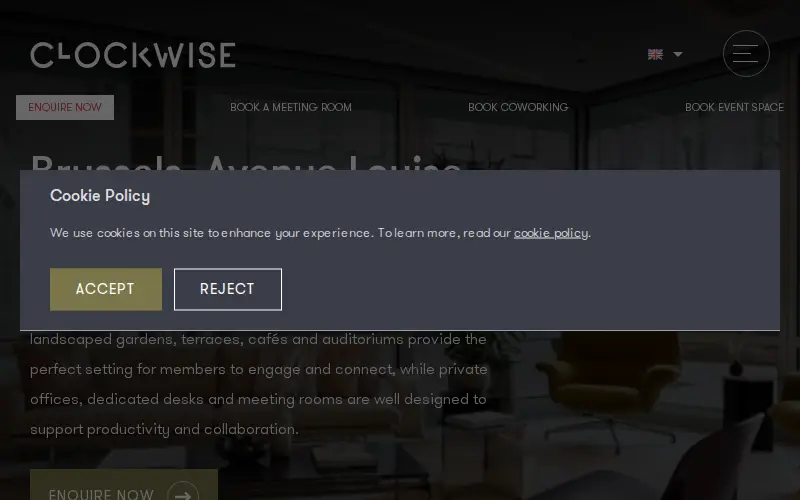 CLOCKWISE
ENQUIRE NOW
BOOK A MEETING ROOM
BOOK COWORKING
BOOK EVENT SPACE
Brussels, Avenue Louise
Cookie Policy
We use cookies on this site to enhance your experience. To learn more, read our cookie policy.
ACCEPT
REJECT
landscaped gardens, terraces, cafés and auditoriums provide the
perfect setting for members to engage and connect, while private
offices, dedicated desks and meeting rooms are well designed to
support productivity and collaboration.
ENQUIRE NOW